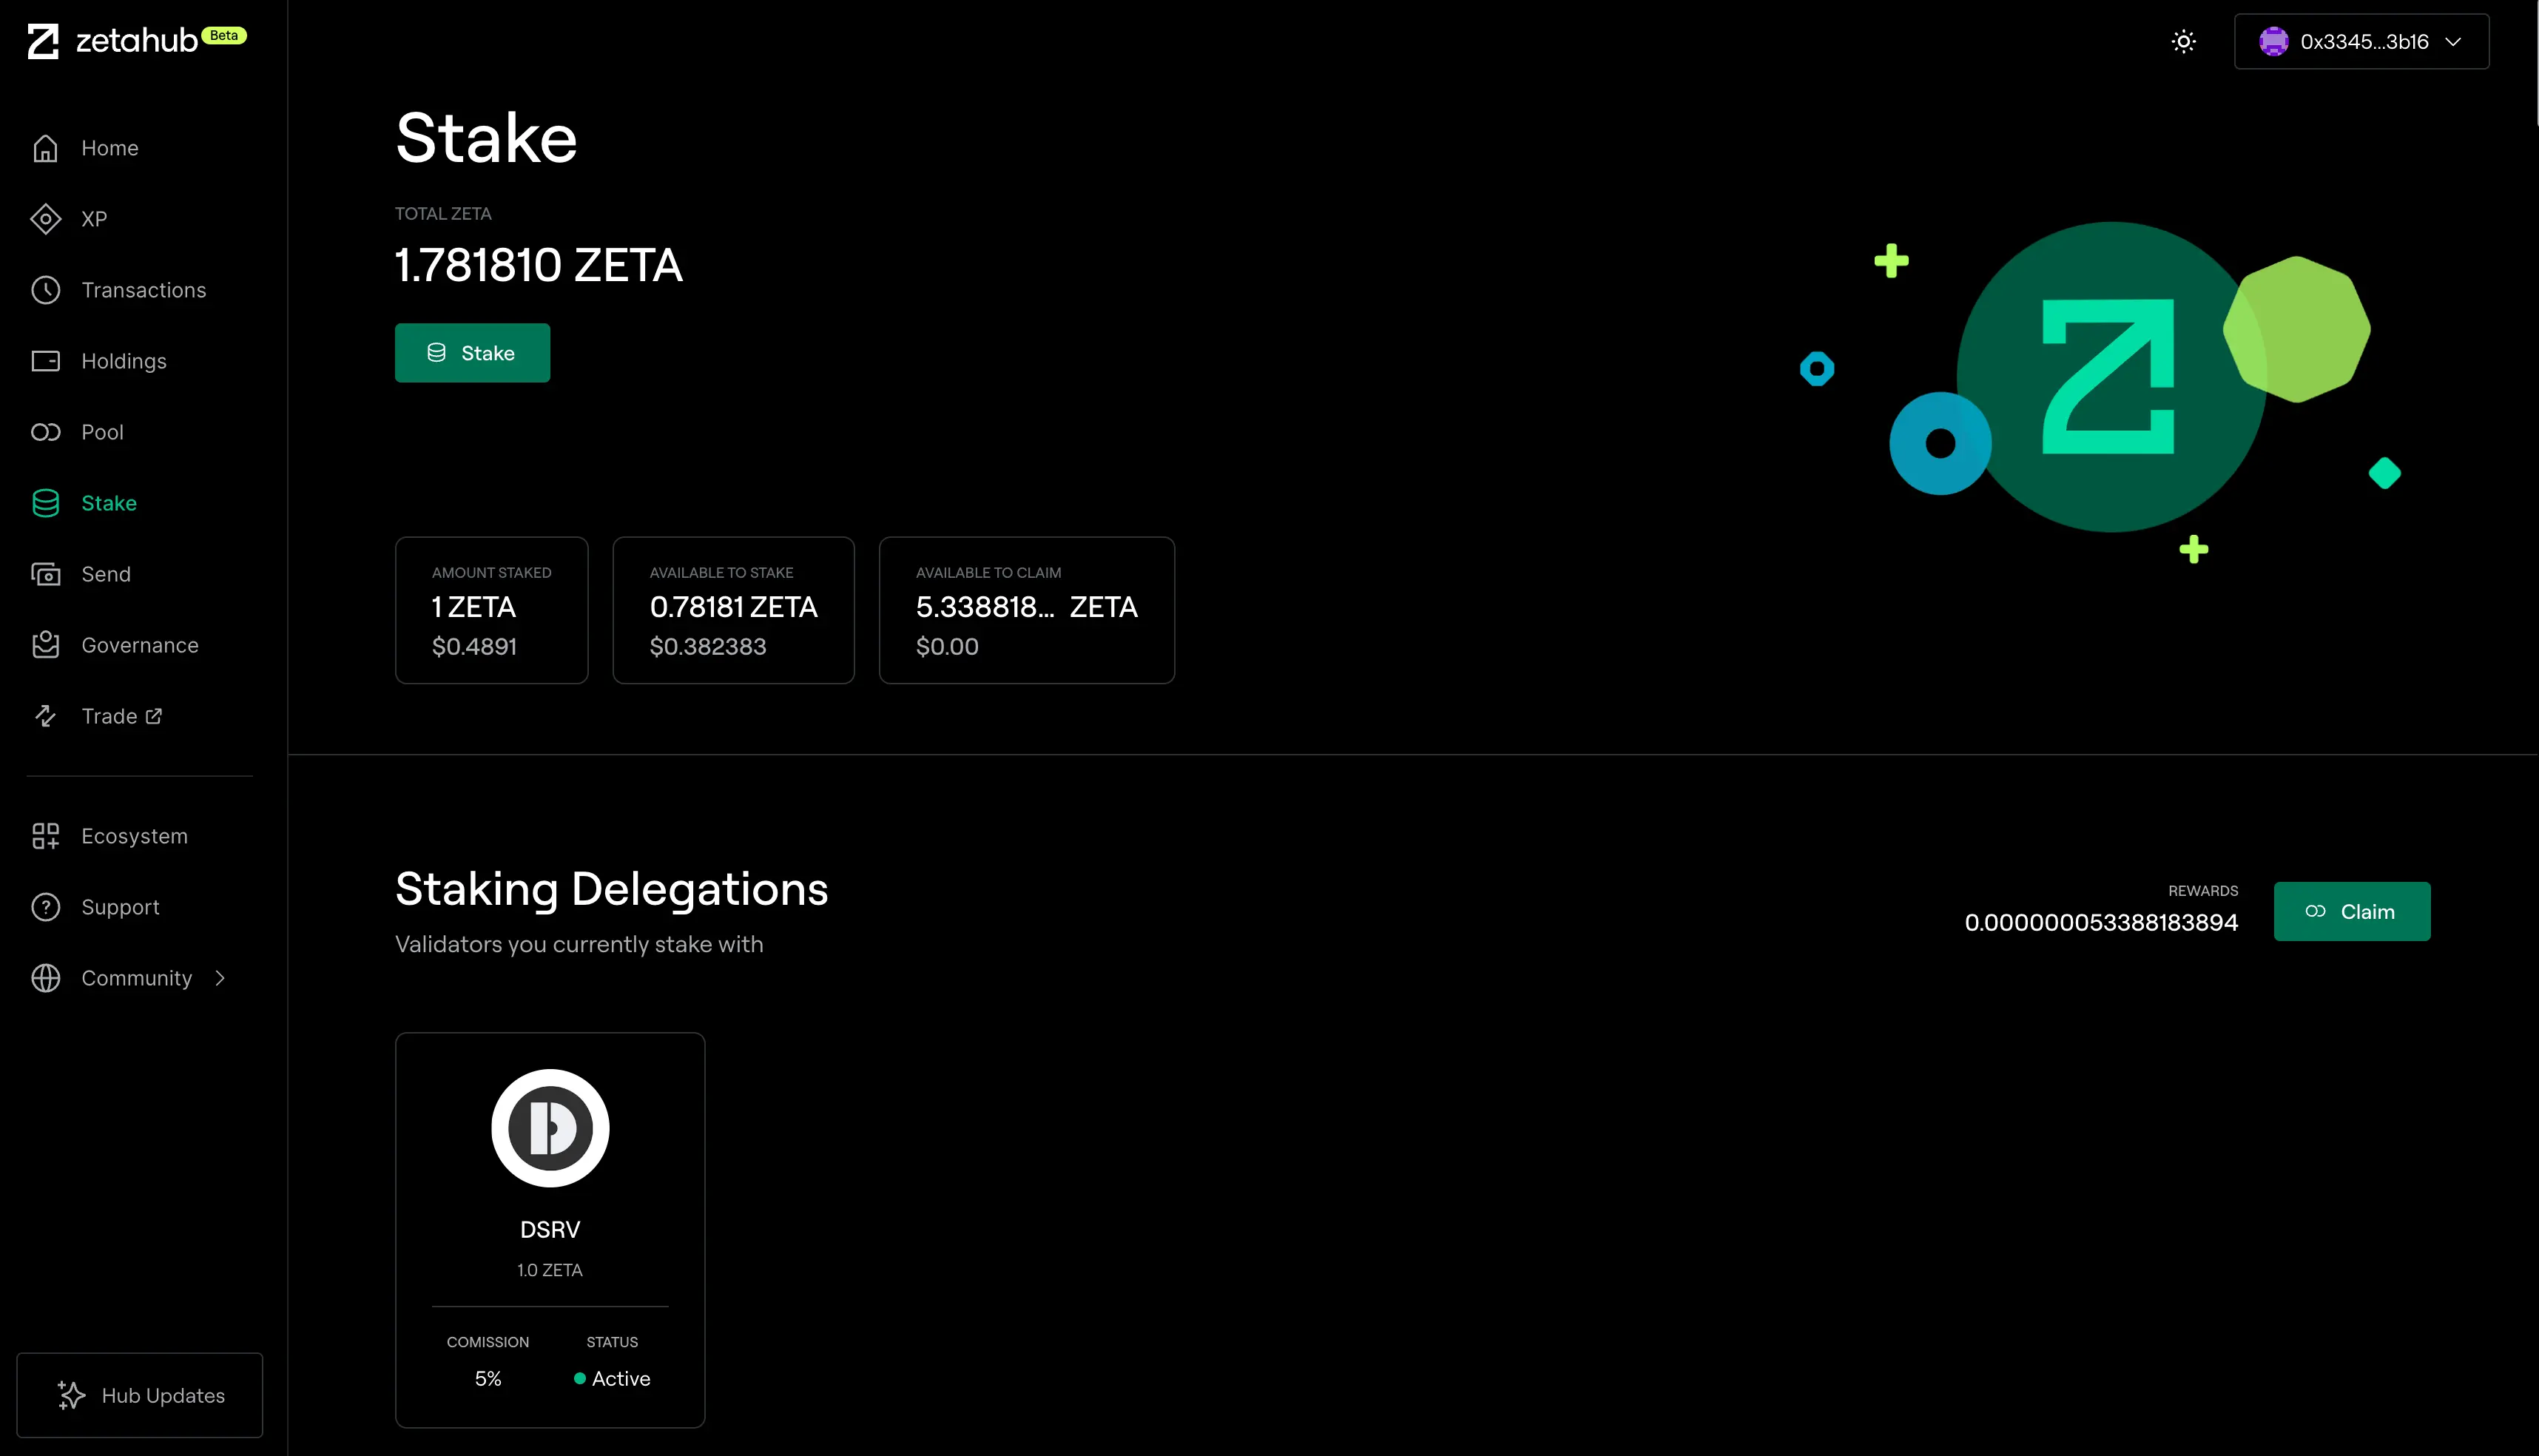 zetahub Beta
0x3345...3b16
Home
XP
Transactions
Holdings
Pool
Stake
Send
Governance
Trade
Ecosystem
Support
Community
Hub Updates
Stake
TOTAL ZETA
1.781810 ZETA
Stake
AMOUNT STAKED
1 ZETA
$0.4891
AVAILABLE TO STAKE
0.78181 ZETA
$0.382383
AVAILABLE TO CLAIM
5.338818... ZETA
$0.00
Staking Delegations
Validators you currently stake with
REWARDS
0.000000053388183894
Claim
DSRV
1.0 ZETA
COMISSION
5%
STATUS
Active